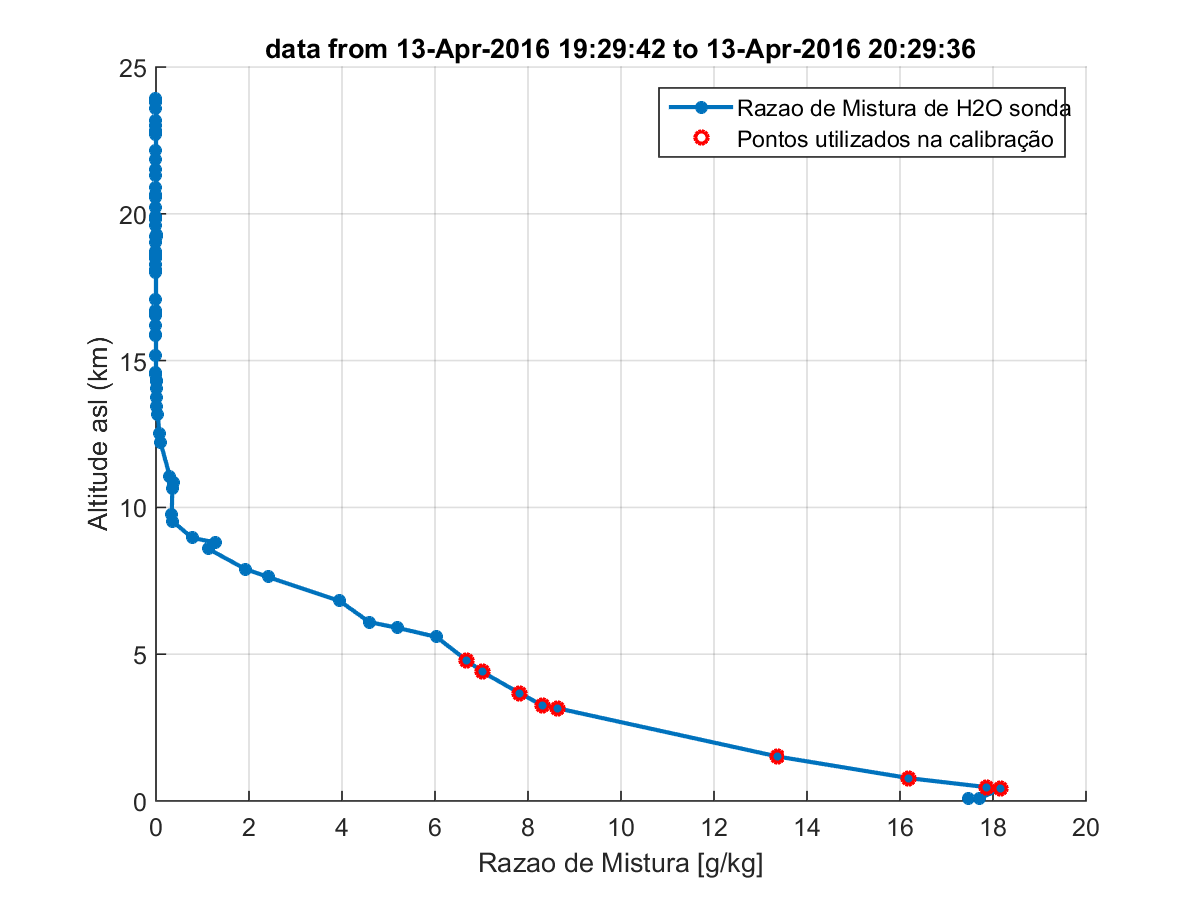 data from 13-Apr-2016 19:29:42 to 13-Apr-2016 20:29:36
Razao de Mistura de H2O sonda
Pontos utilizados na calibração
25
20
15
10
5
0
Altitude asl (km)
0 2 4 6 8 10 12 14 16 18 20
Razao de Mistura [g/kg]